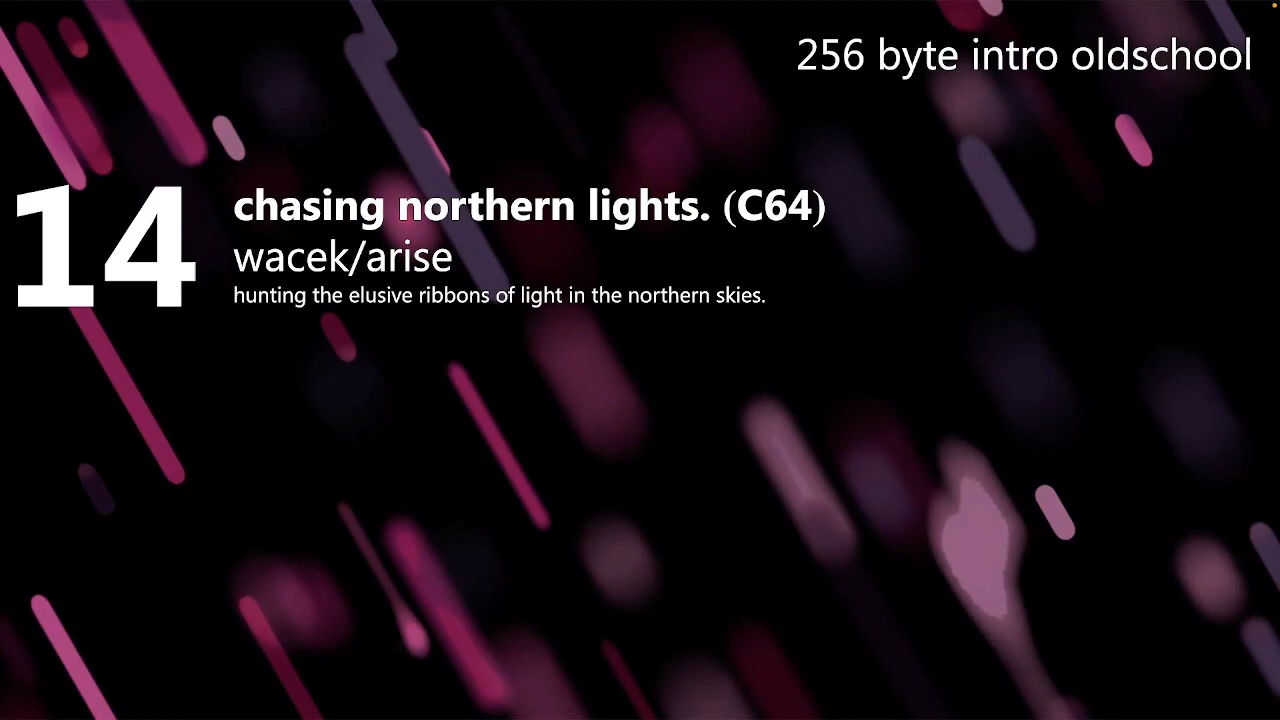 256 byte intro oldschool
14
chasing northern lights. (C64)
wacek/arise
hunting the elusive ribbons of light in the northern skies.